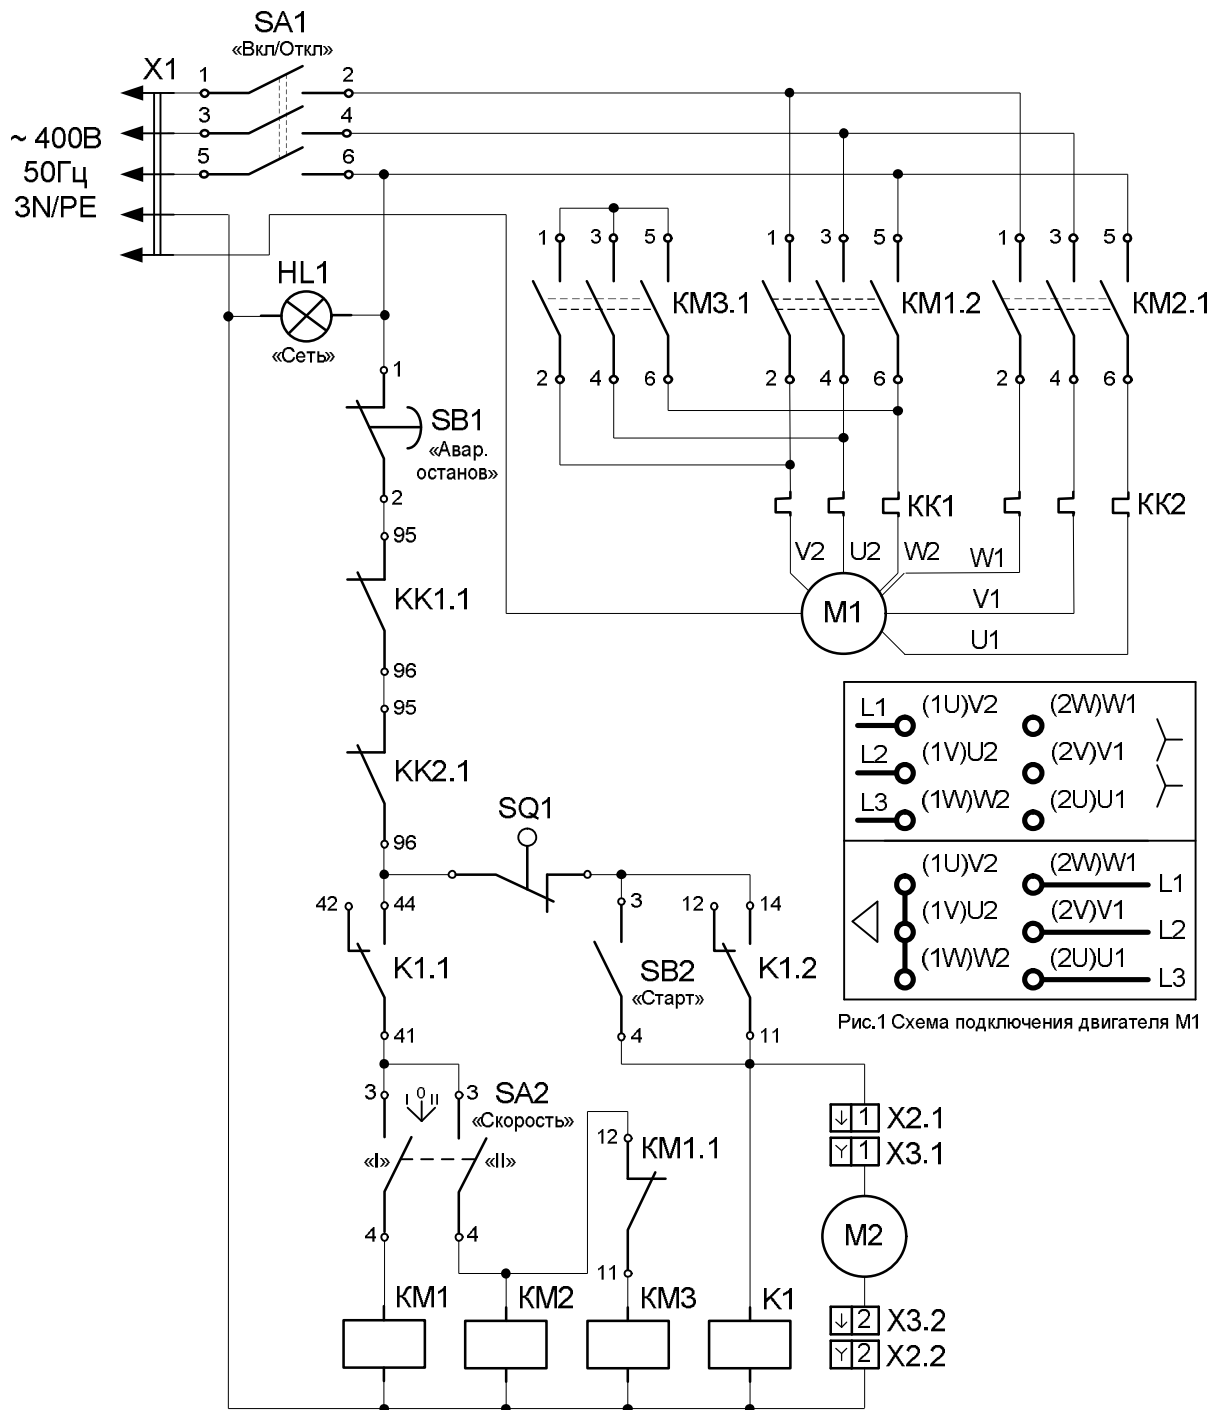 SA1
«Вкл/Откл»
X1
1
2
3
4
5
6
~ 400В
50Гц
3N/PE
HL1
«Сеть»
1
3
5
КМ3.1
2
4
6
1
3
5
КМ1.2
2
4
6
1
3
5
КМ2.1
2
4
6
1
SB1
«Авар.
останов»
2
95
КК1.1
96
95
КК2.1
96
КК1
КК2
V2
U2
W2
W1
V1
U1
М1
L1
(1U)V2
(2W)W1
L2
(1V)U2
(2V)V1
L3
(1W)W2
(2U)U1
(1U)V2
(2W)W1
L1
(1V)U2
(2V)V1
L2
(1W)W2
(2U)U1
L3
Рис.1 Схема подключения двигателя М1
SQ1
42
44
К1.1
41
3
SB2
«Старт»
4
12
14
К1.2
11
3
I
0
II
3
SA2
«Скорость»
«I»
«II»
4
4
12
КМ1.1
11
КМ1
КМ2
КМ3
К1
1
X2.1
1
X3.1
М2
2
X3.2
2
X2.2